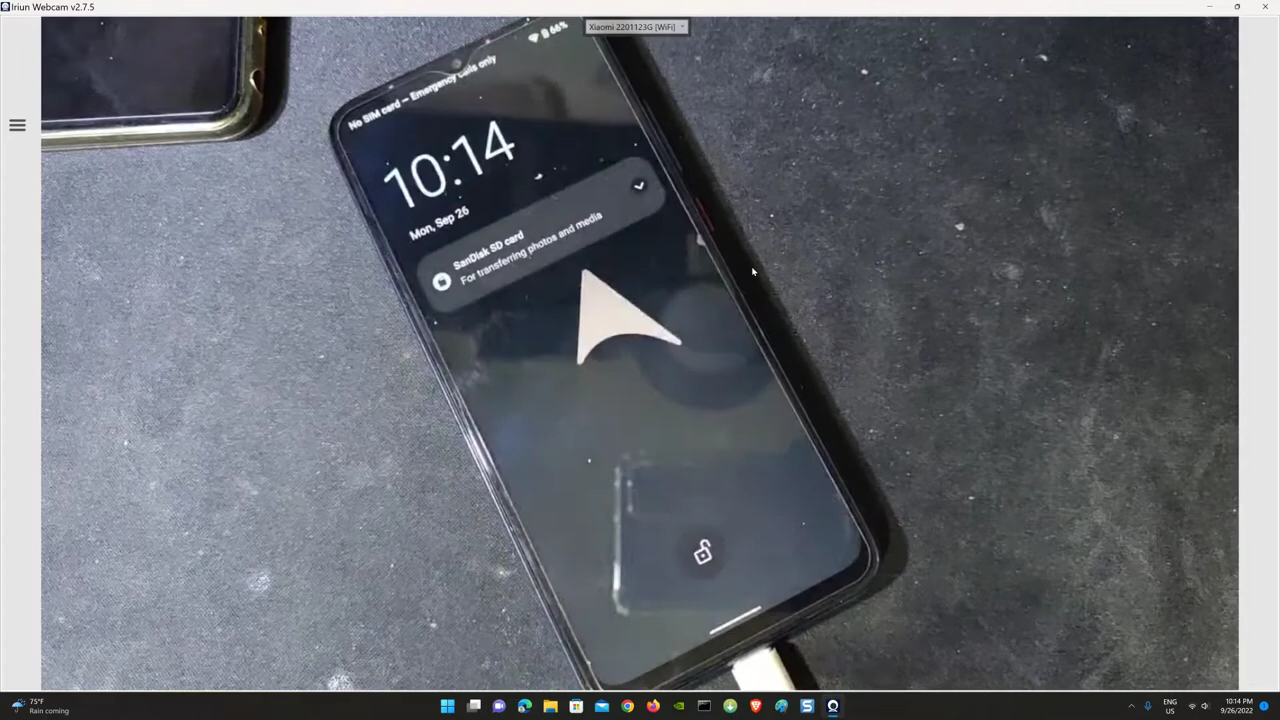 Iriun Webcam v2.7.5
Xiaomi 2201123G [WiFi]
66%
No SIM card — Emergency calls only
10:14
Mon, Sep 26
SanDisk SD card
For transferring photos and media
75°F
Rain coming
ENG
US
10:14 PM
9/26/2022